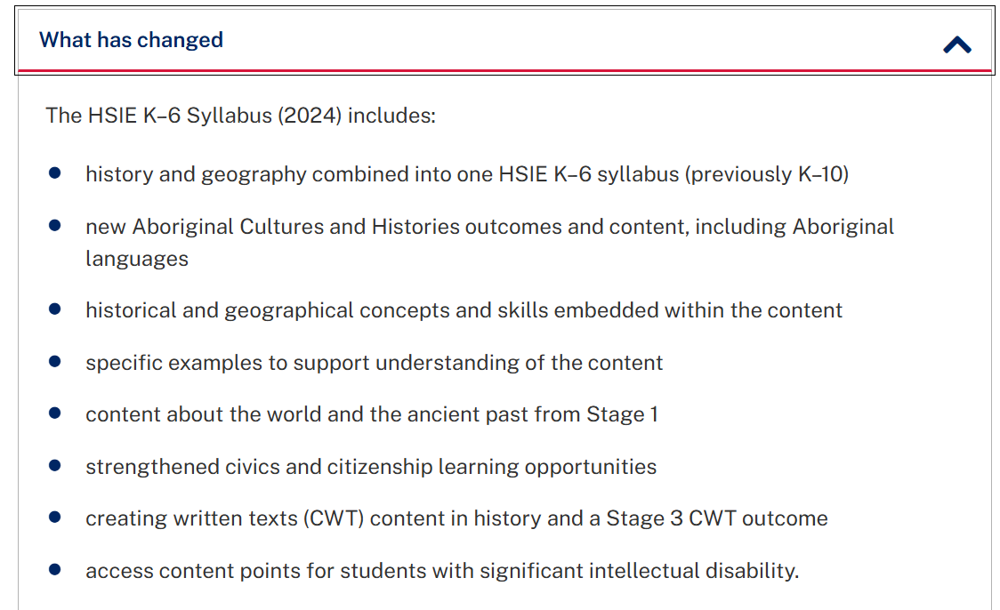 What has changed
The HSIE K–6 Syllabus (2024) includes:
history and geography combined into one HSIE K–6 syllabus (previously K–10)
new Aboriginal Cultures and Histories outcomes and content, including Aboriginal
languages
historical and geographical concepts and skills embedded within the content
specific examples to support understanding of the content
content about the world and the ancient past from Stage 1
strengthened civics and citizenship learning opportunities
creating written texts (CWT) content in history and a Stage 3 CWT outcome
access content points for students with significant intellectual disability.